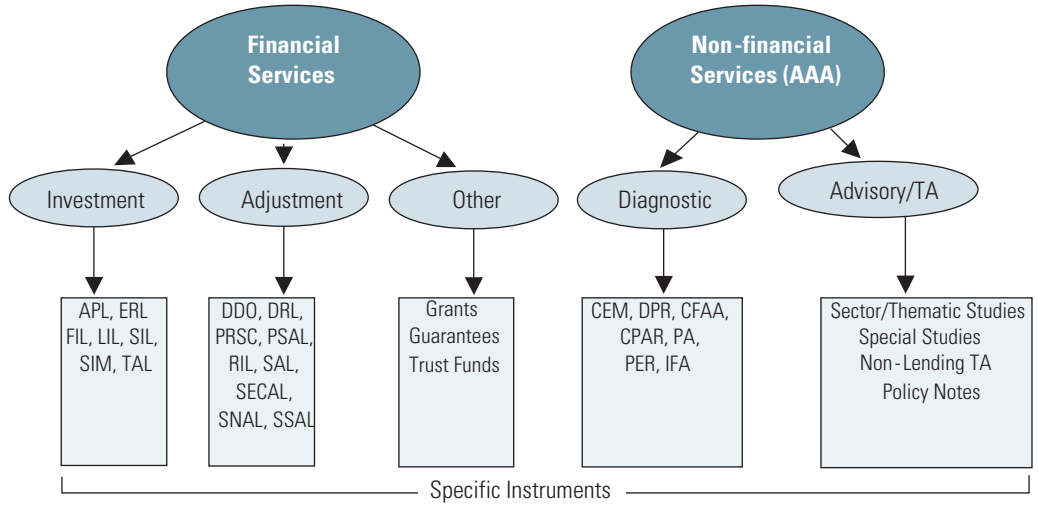 Financial
Services
Non-financial
Services (AAA)
Investment
Adjustment
Other
Diagnostic
Advisory/TA
APL, ERL
FIL, LIL, SIL,
SIM, TAL
DDO, DRL,
PRSC, PSAL,
RIL, SAL,
SECAL,
SNAL, SSAL
Grants
Guarantees
Trust Funds
CEM, DPR, CFAA,
CPAR, PA,
PER, IFA
Sector/Thematic Studies
Special Studies
Non-Lending TA
Policy Notes
Specific Instruments